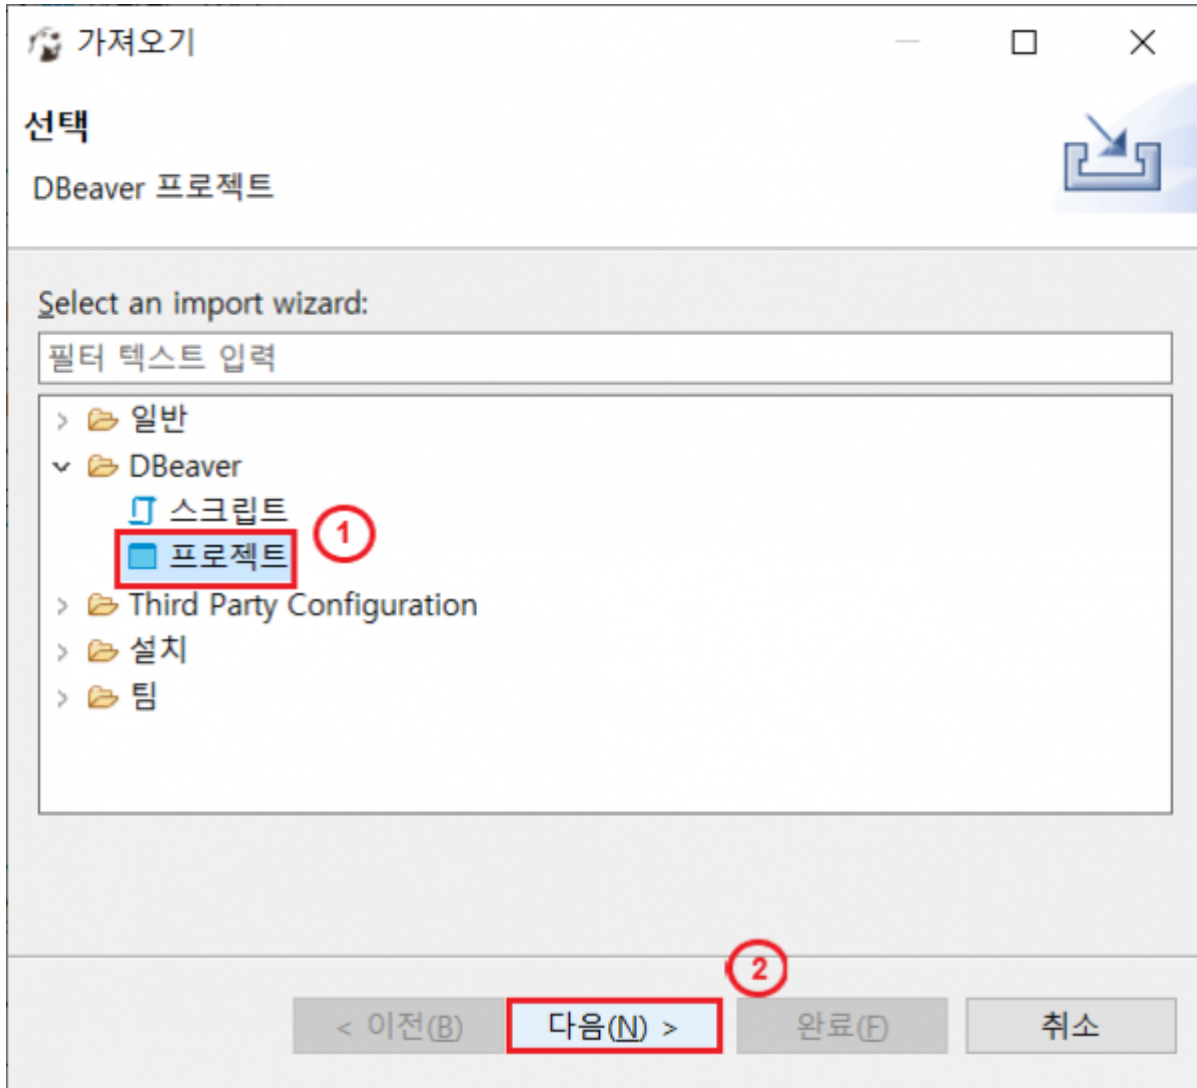 가져오기
선택
DBeaver 프로젝트
Select an import wizard:
필터 텍스트 입력
일반
DBeaver
스크립트
프로젝트
1
Third Party Configuration
설치
팀
2
< 이전(B) 다음(N) > 완료(F) 취소